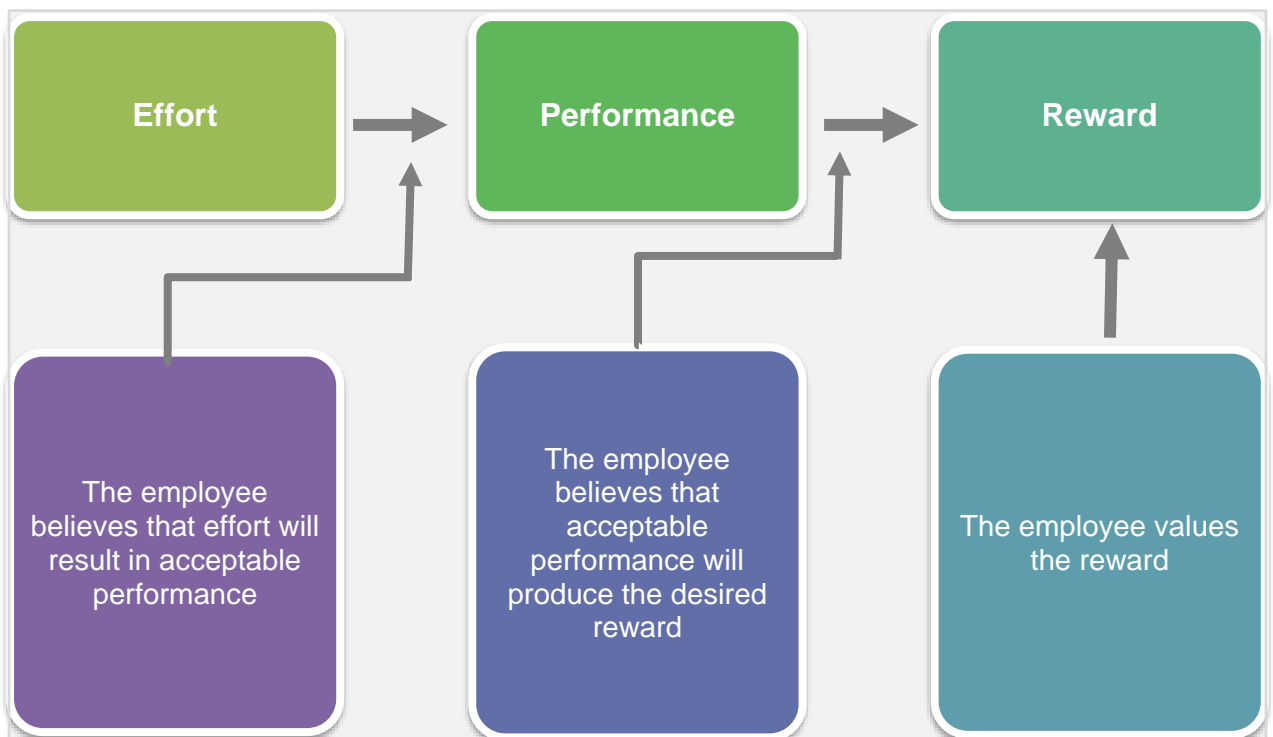 Effort
Performance
Reward
The employee
believes that effort will
result in acceptable
performance
The employee
believes that
acceptable
performance will
produce the desired
reward
The employee values
the reward